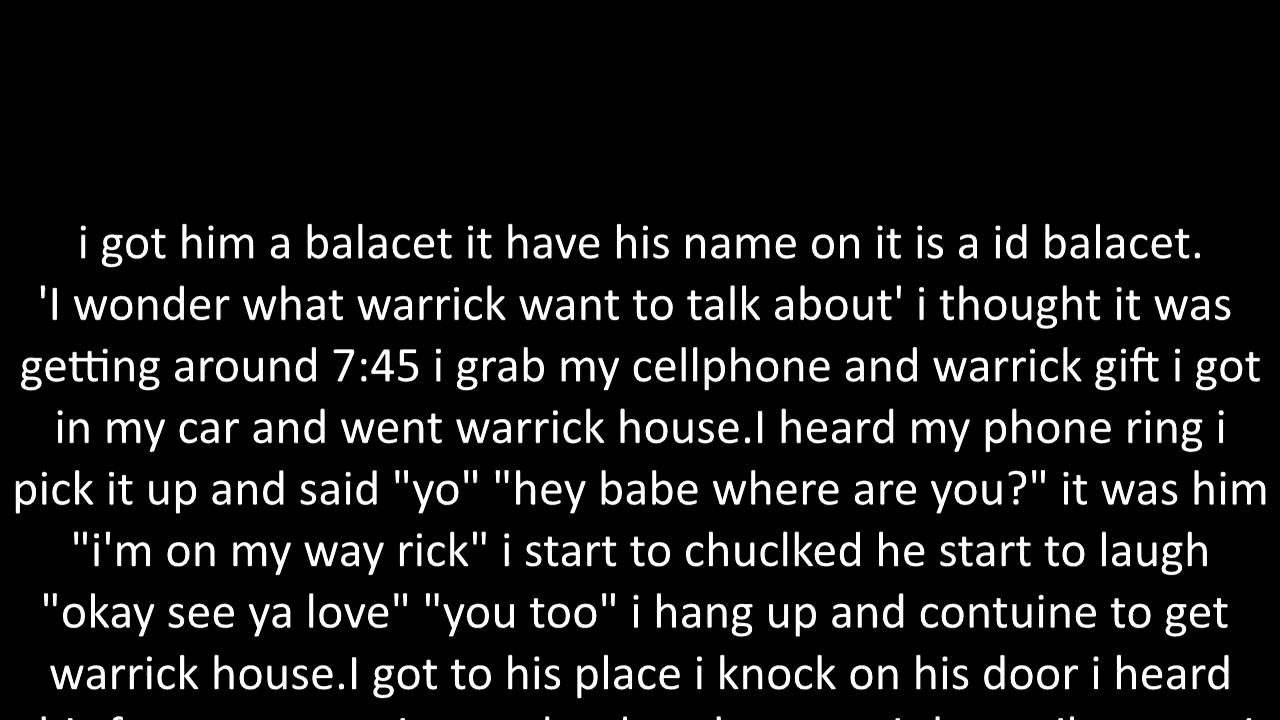 i got him a balacet it have his name on it is a id balacet.
'I wonder what warrick want to talk about' i thought it was
getting around 7:45 i grab my cellphone and warrick gift i got
in my car and went warrick house.I heard my phone ring i
pick it up and said "yo" "hey babe where are you?" it was him
"i'm on my way rick" i start to chuclked he start to laugh
"okay see ya love" "you too" i hang up and contuine to get
warrick house.I got to his place i knock on his door i heard